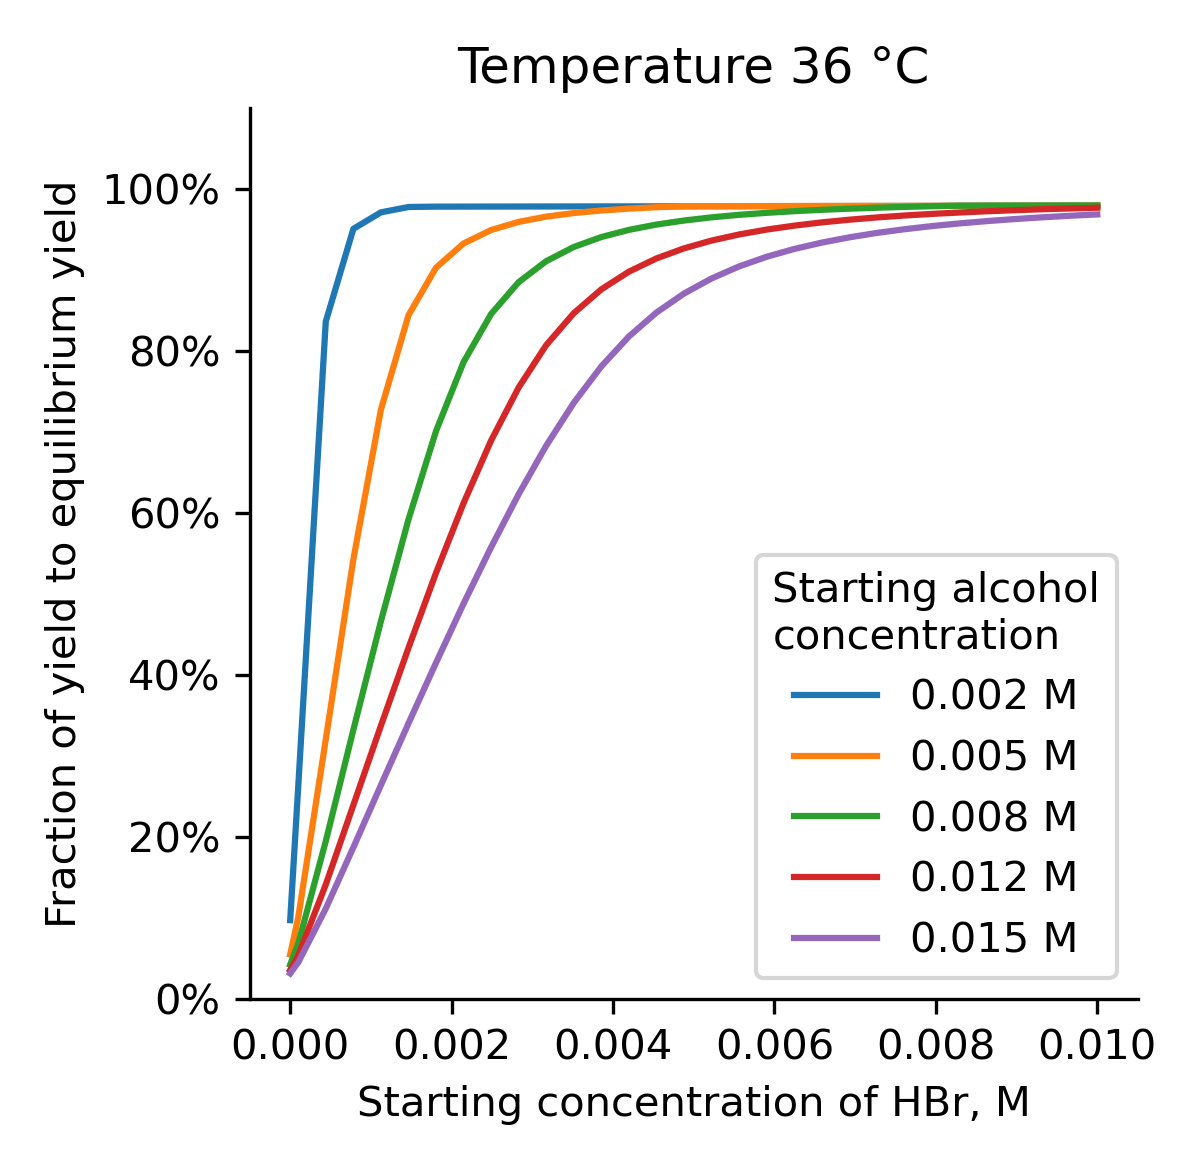 Temperature 36 °C
Fraction of yield to equilibrium yield
100%
80%
60%
40%
20%
0%
0.000 0.002 0.004 0.006 0.008 0.010
Starting concentration of HBr, M
Starting alcohol
concentration
0.002 M
0.005 M
0.008 M
0.012 M
0.015 M